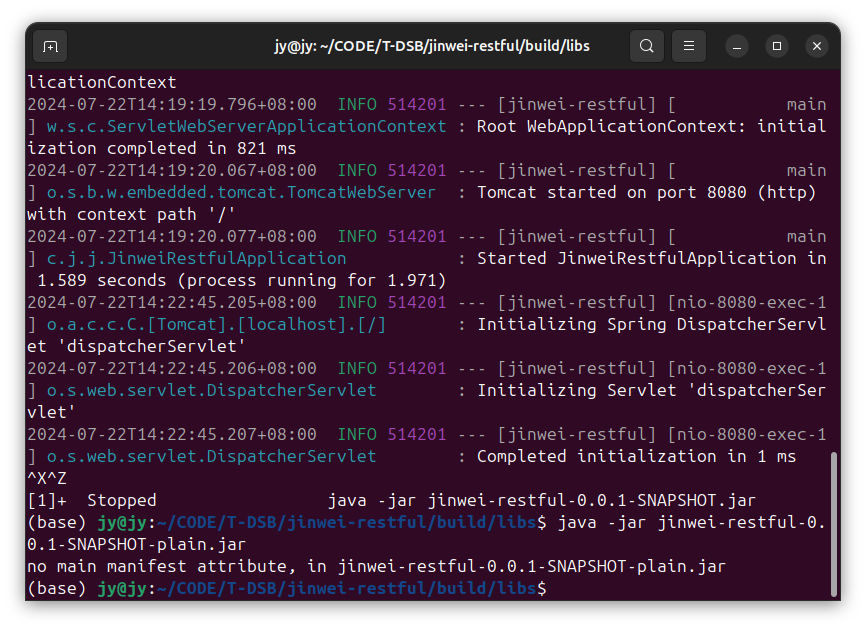 jy@jy: ~/CODE/T-DSB/jinwei-restful/build/libs
licationContext
2024-07-22T14:19:19.796+08:00  INFO 514201 --- [jinwei-restful] [           main
] w.s.c.ServletWebServerApplicationContext : Root WebApplicationContext: initial
ization completed in 821 ms
2024-07-22T14:19:20.067+08:00  INFO 514201 --- [jinwei-restful] [           main
] o.s.b.w.embedded.tomcat.TomcatWebServer  : Tomcat started on port 8080 (http)
with context path '/'
2024-07-22T14:19:20.077+08:00  INFO 514201 --- [jinwei-restful] [           main
] c.j.j.JinweiRestfulApplication           : Started JinweiRestfulApplication in
 1.589 seconds (process running for 1.971)
2024-07-22T14:22:45.205+08:00  INFO 514201 --- [jinwei-restful] [nio-8080-exec-1
] o.a.c.c.C.[Tomcat].[localhost].[/]       : Initializing Spring DispatcherServl
et 'dispatcherServlet'
2024-07-22T14:22:45.206+08:00  INFO 514201 --- [jinwei-restful] [nio-8080-exec-1
] o.s.web.servlet.DispatcherServlet        : Initializing Servlet 'dispatcherSer
vlet'
2024-07-22T14:22:45.207+08:00  INFO 514201 --- [jinwei-restful] [nio-8080-exec-1
] o.s.web.servlet.DispatcherServlet        : Completed initialization in 1 ms
^X^Z
[1]+  Stopped                 java -jar jinwei-restful-0.0.1-SNAPSHOT.jar
(base) jy@jy:~/CODE/T-DSB/jinwei-restful/build/libs$ java -jar jinwei-restful-0.
0.1-SNAPSHOT-plain.jar
no main manifest attribute, in jinwei-restful-0.0.1-SNAPSHOT-plain.jar
(base) jy@jy:~/CODE/T-DSB/jinwei-restful/build/libs$